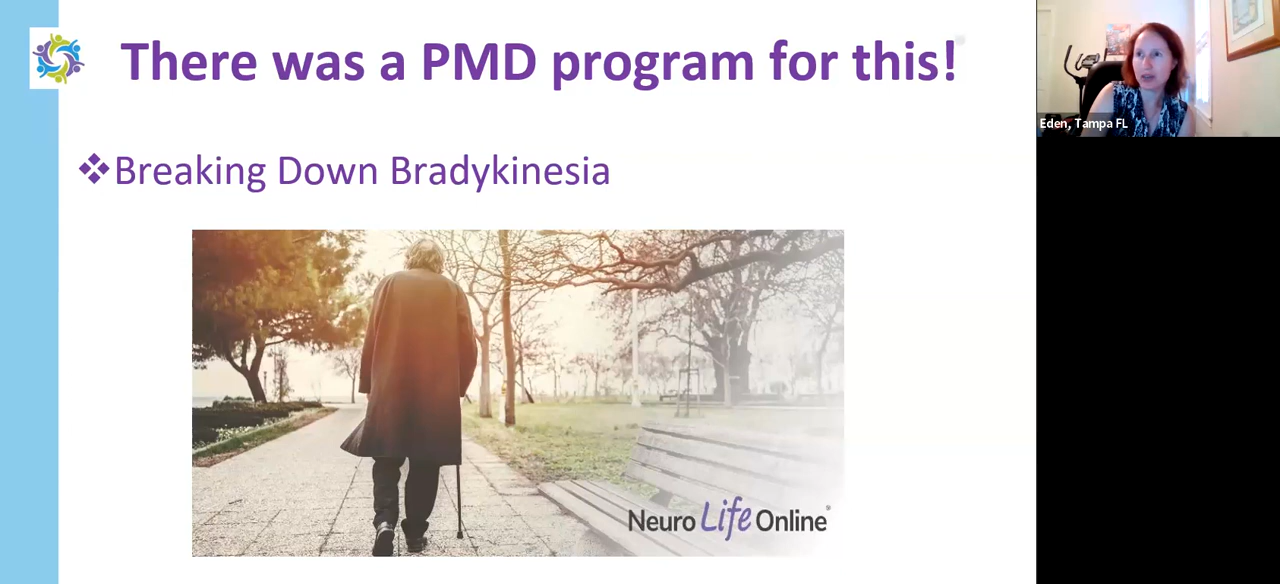 There was a PMD program for this!
Breaking Down Bradykinesia
Neuro Life Online®
Eden, Tampa FL